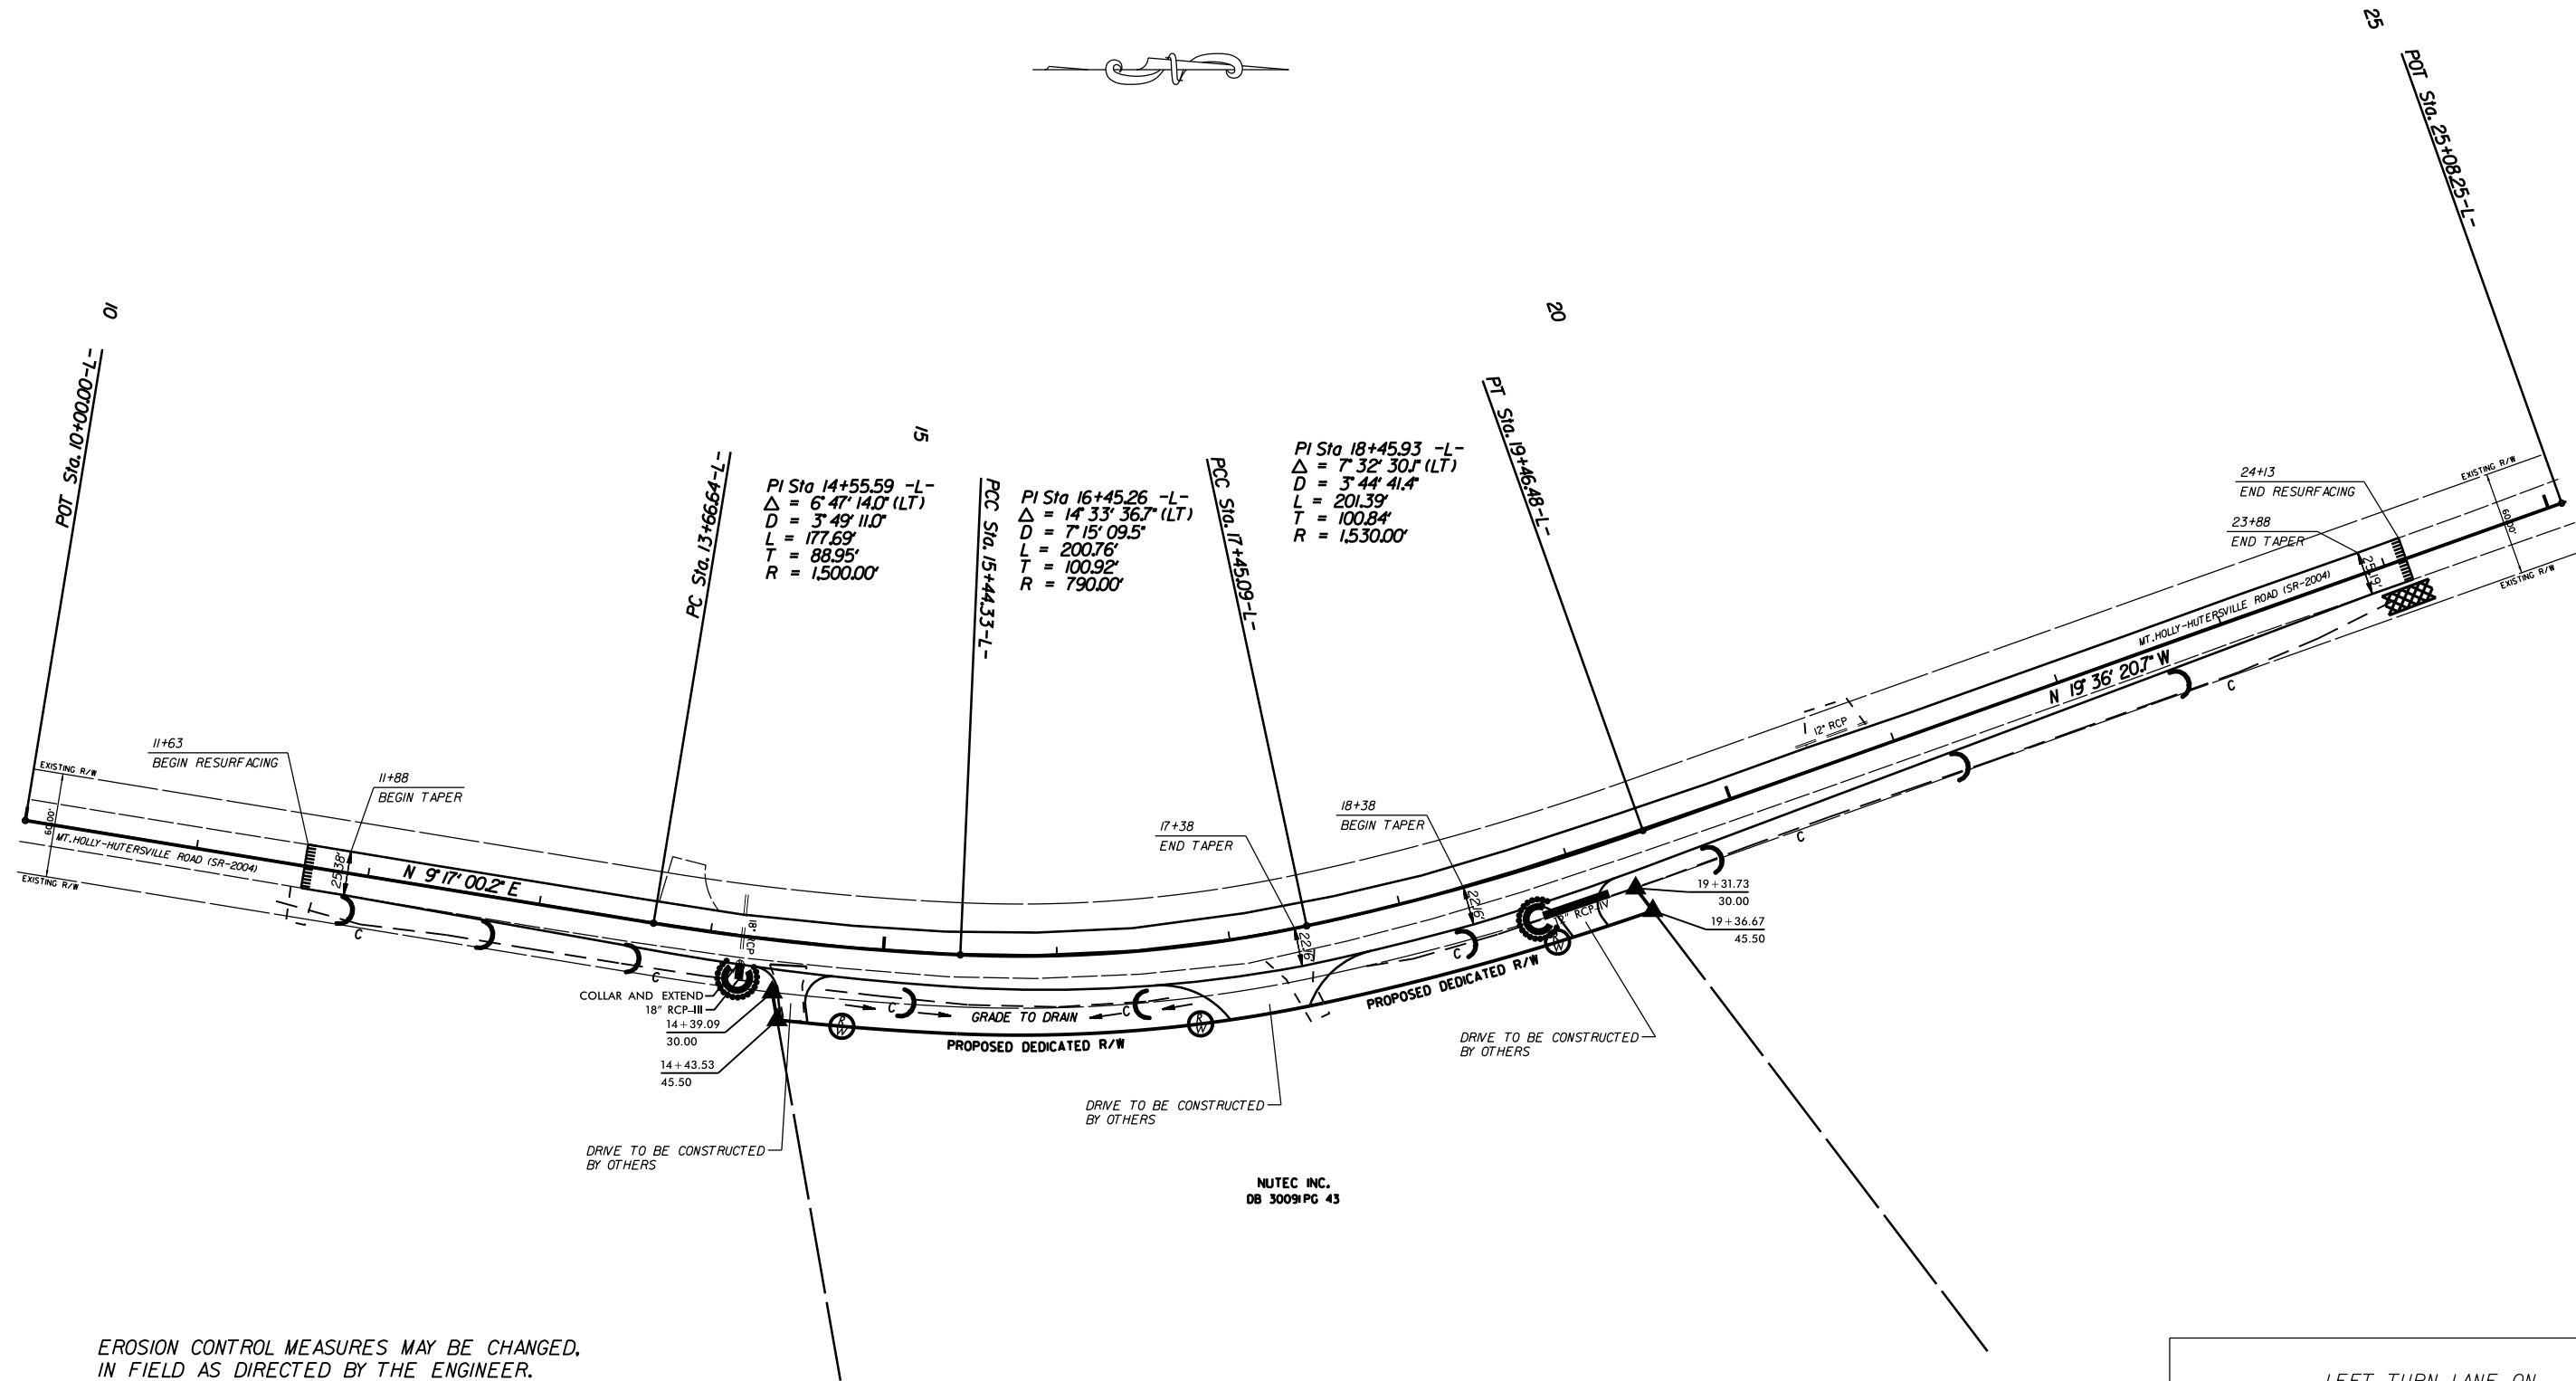 25
POT Sta. 25+08.25-L-
10
POT Sta. 10+00.00-L-
20
15
PC Sta. 13+66.64-L-
PI Sta 14+55.59 -L-
Δ = 6° 47' 14.0" (LT)
D = 3° 49' 11.0"
L = 177.69'
T = 88.95'
R = 1,500.00'
PCC Sta. 15+44.33-L-
PI Sta 16+45.26 -L-
Δ = 14° 33' 36.7" (LT)
D = 7° 15' 09.5"
L = 200.76'
T = 100.92'
R = 790.00'
PCC Sta. 17+45.09-L-
PI Sta 18+45.93 -L-
Δ = 7° 32' 30.1" (LT)
D = 3° 44' 41.4"
L = 201.39'
T = 100.84'
R = 1,530.00'
PT Sta. 19+46.48-L-
24+13
END RESURFACING
23+88
END TAPER
EXISTING R/W
60.00'
EXISTING R/W
25.19'
MT.HOLLY-HUTERSVILLE ROAD (SR-2004)
N 19° 36' 20.7" W
C
12" RCP
C
11+63
BEGIN RESURFACING
EXISTING R/W
11+88
BEGIN TAPER
60.00'
MT.HOLLY-HUTERSVILLE ROAD (SR-2004)
EXISTING R/W
25.38'
N 9° 17' 00.2" E
C
C
18" RCP
17+38
END TAPER
18+38
BEGIN TAPER
22.16'
22.16'
RCP-IV
19+31.73
30.00
19+36.67
45.50
COLLAR AND EXTEND
18" RCP-III
14+39.09
30.00
14+43.53
45.50
C
GRADE TO DRAIN
C
C
R/W
R/W
R/W
PROPOSED DEDICATED R/W
PROPOSED DEDICATED R/W
DRIVE TO BE CONSTRUCTED
BY OTHERS
DRIVE TO BE CONSTRUCTED
BY OTHERS
DRIVE TO BE CONSTRUCTED
BY OTHERS
NUTEC INC.
DB 30091 PG 43
EROSION CONTROL MEASURES MAY BE CHANGED,
IN FIELD AS DIRECTED BY THE ENGINEER.
LEFT TURN LANE ON